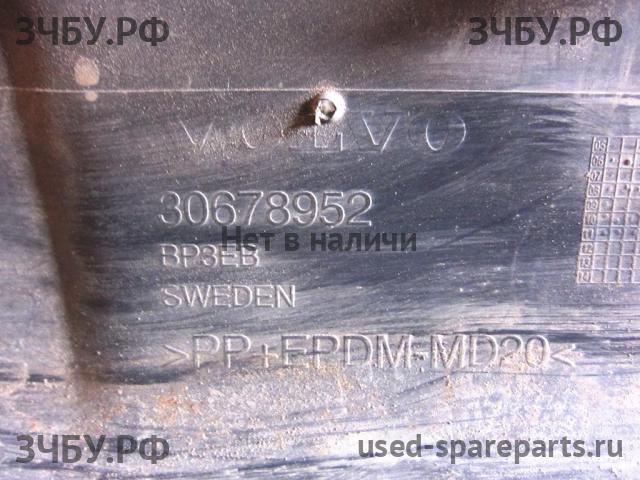 ЗЧБУ.РФ ЗЧБУ.РФ
VOLVO
30678952
Нет в наличи
BP3EB
SWEDEN
>PP+EPDM-MD20<
ЗЧБУ.РФ used-spareparts.ru